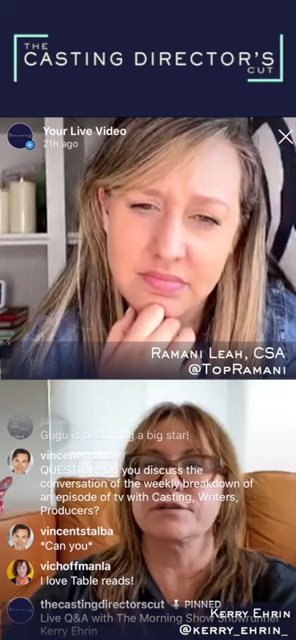 THE
CASTING DIRECTOR'S
CUT
Your Live Video
21h ago
RAMANI LEAH, CSA
@TOPRAMANI
Gugu is becoming a big star!
vincentstalba
QUESTION: Do you discuss the
conversation of the weekly breakdown of
an episode of tv with Casting, Writers,
Producers?
vincentstalba
*Can you*
vichoffmanla
I love Table reads!
thecastingdirectorscut PINNED
Live Q&A with The Morning Show Showrunner
Kerry Ehrin
KERRY EHRIN
@KERRY_EHRIN_